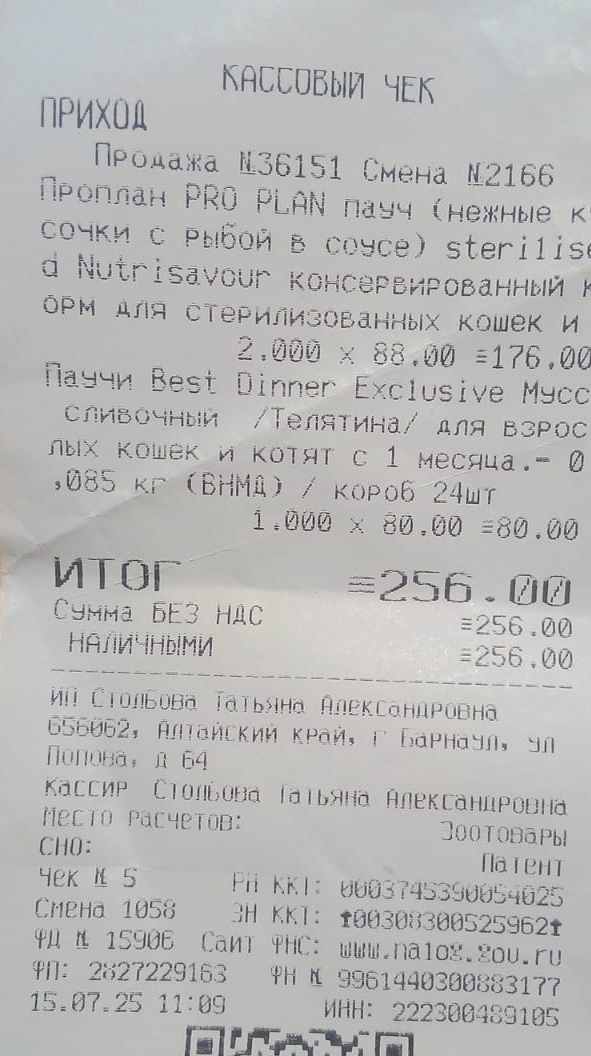 КАССОВЫЙ ЧЕК
ПРИХОД
Продажа №36151 Смена №2166
Проплан PRO PLAN пауч (нежные к
сочки с рыбой в соусе) sterilise
d Nutrisavour консервированный к
орм для стерилизованных кошек и
2.000 x 88.00 =176.00
Паучи Best Dinner Exclusive Мусс
сливочный /Телятина/ для взрос
лых кошек и котят с 1 месяца.- 0
,085 кг (ВНМД) / короб 24шт
1.000 x 80.00 =80.00
ИТОГ =256.00
Сумма БЕЗ НДС =256.00
НАЛИЧНЫМИ =256.00
ИП Столбова Татьяна Александровна
656062, Алтайский край, г Барнаул, ул
Попова, д 64
кассир Столбова Татьяна Александровна
Место расчетов: Зоотовары
СНО: Патент
Чек № 5 РН ККТ: 0003745390054025
Смена 1058 ЗН ККТ: ↑00308300525962↑
ФД № 15906 Сайт ФНС: www.nalog.gov.ru
ФП: 2827229163 ФН № 9961440300883177
15.07.25 11:09 ИНН: 222300489105